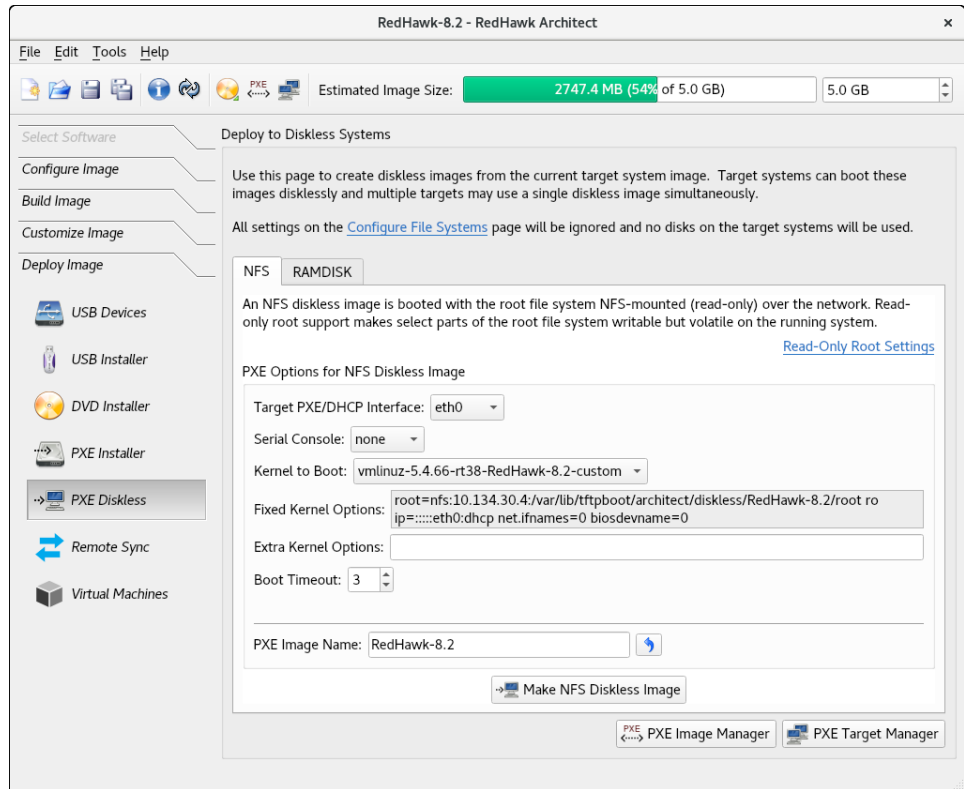 RedHawk-8.2 - RedHawk Architect
File Edit Tools Help
PXE Estimated Image Size: 2747.4 MB (54% of 5.0 GB) 5.0 GB
Select Software
Configure Image
Build Image
Customize Image
Deploy Image
USB Devices
USB Installer
DVD Installer
PXE Installer
PXE Diskless
Remote Sync
Virtual Machines
Deploy to Diskless Systems
Use this page to create diskless images from the current target system image. Target systems can boot these
images disklessly and multiple targets may use a single diskless image simultaneously.
All settings on the Configure File Systems page will be ignored and no disks on the target systems will be used.
NFS RAMDISK
An NFS diskless image is booted with the root file system NFS-mounted (read-only) over the network. Read-
only root support makes select parts of the root file system writable but volatile on the running system.
Read-Only Root Settings
PXE Options for NFS Diskless Image
Target PXE/DHCP Interface: eth0
Serial Console: none
Kernel to Boot: vmlinuz-5.4.66-rt38-RedHawk-8.2-custom
Fixed Kernel Options: root=nfs:10.134.30.4:/var/lib/tftpboot/architect/diskless/RedHawk-8.2/root ro
ip=:::::eth0:dhcp net.ifnames=0 biosdevname=0
Extra Kernel Options:
Boot Timeout: 3
PXE Image Name: RedHawk-8.2
Make NFS Diskless Image
PXE PXE Image Manager PXE Target Manager